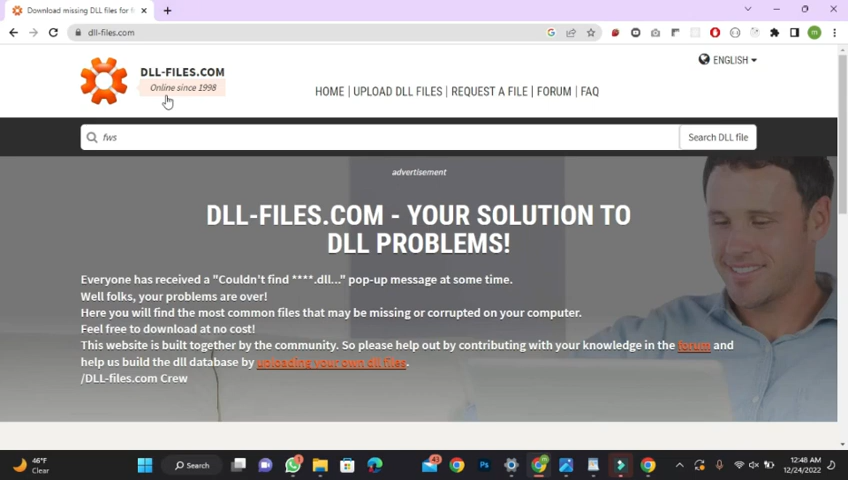 Download missing DLL files for f
dll-files.com
DLL-FILES.COM
Online since 1998
ENGLISH
HOME | UPLOAD DLL FILES | REQUEST A FILE | FORUM | FAQ
fws
Search DLL file
advertisement
DLL-FILES.COM - YOUR SOLUTION TO
DLL PROBLEMS!
Everyone has received a "Couldn't find ****.dll..." pop-up message at some time.
Well folks, your problems are over!
Here you will find the most common files that may be missing or corrupted on your computer.
Feel free to download at no cost!
This website is built together by the community. So please help out by contributing with your knowledge in the forum and
help us build the dll database by uploading your own dll files.
/DLL-files.com Crew
46°F
Clear
Search
1
43
Ps
m
12:48 AM
12/24/2022